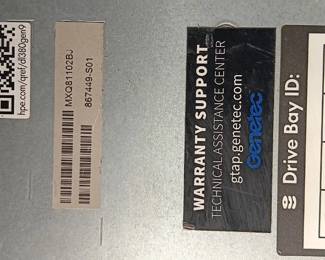 hpe.com/qref/dl380gen9
MXQ81102BJ
867449-S01
WARRANTY SUPPORT
TECHNICAL ASSISTANCE CENTER
gtap.genetec.com
Genetec
Drive Bay ID: